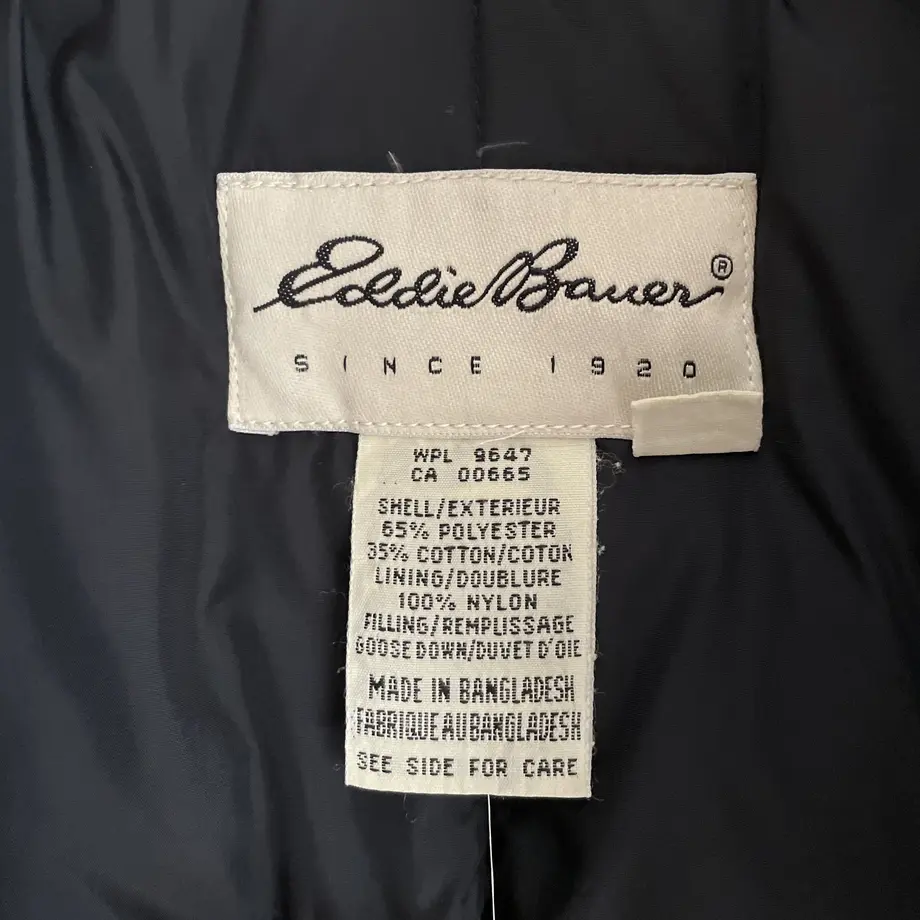 Eddie Bauer®
SINCE 1920
WPL 9647
CA 00665
SHELL/EXTERIEUR
65% POLYESTER
35% COTTON/COTON
LINING/DOUBLURE
100% NYLON
FILLING/REMPLISSAGE
GOOSE DOWN/DUVET D'OIE
MADE IN BANGLADESH
FABRIQUE AU BANGLADESH
SEE SIDE FOR CARE